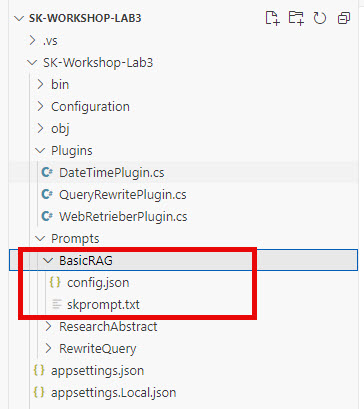 SK-WORKSHOP-LAB3
.vs
SK-Workshop-Lab3
bin
Configuration
obj
Plugins
C# DateTimePlugin.cs
C# QueryRewritePlugin.cs
C# WebRetrieberPlugin.cs
Prompts
BasicRAG
{} config.json
skprompt.txt
ResearchAbstract
RewriteQuery
{} appsettings.json
{} appsettings.Local.json